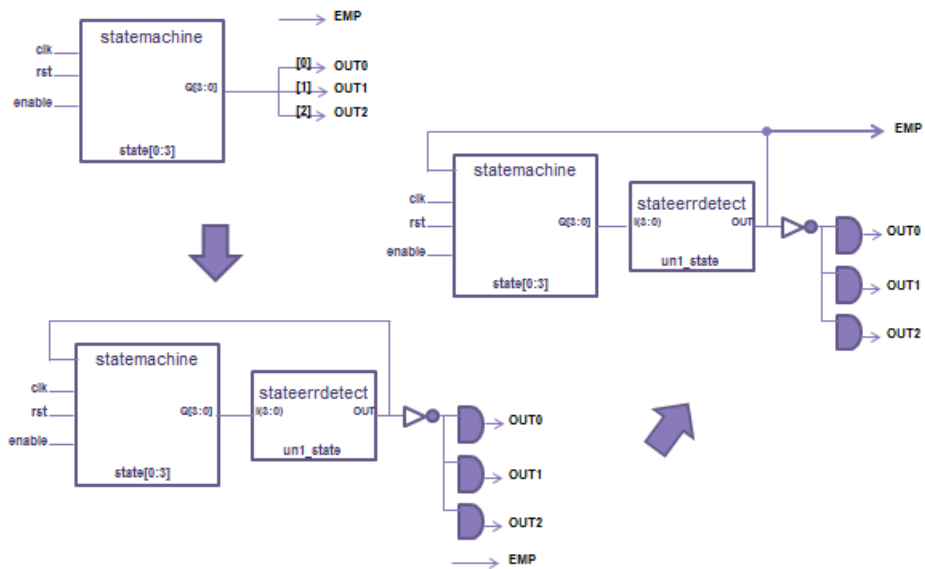 EMP
statemachine
clk
rst
enable
Q[3:0]
state[0:3]
[0] OUT0
[1] OUT1
[2] OUT2
EMP
statemachine
clk
rst
enable
Q[3:0]
state[0:3]
stateerrdetect
I(3:0)
OUT
un1_state
OUT0
OUT1
OUT2
statemachine
clk
rst
enable
Q[3:0]
state[0:3]
stateerrdetect
I(3:0)
OUT
un1_state
OUT0
OUT1
OUT2
EMP